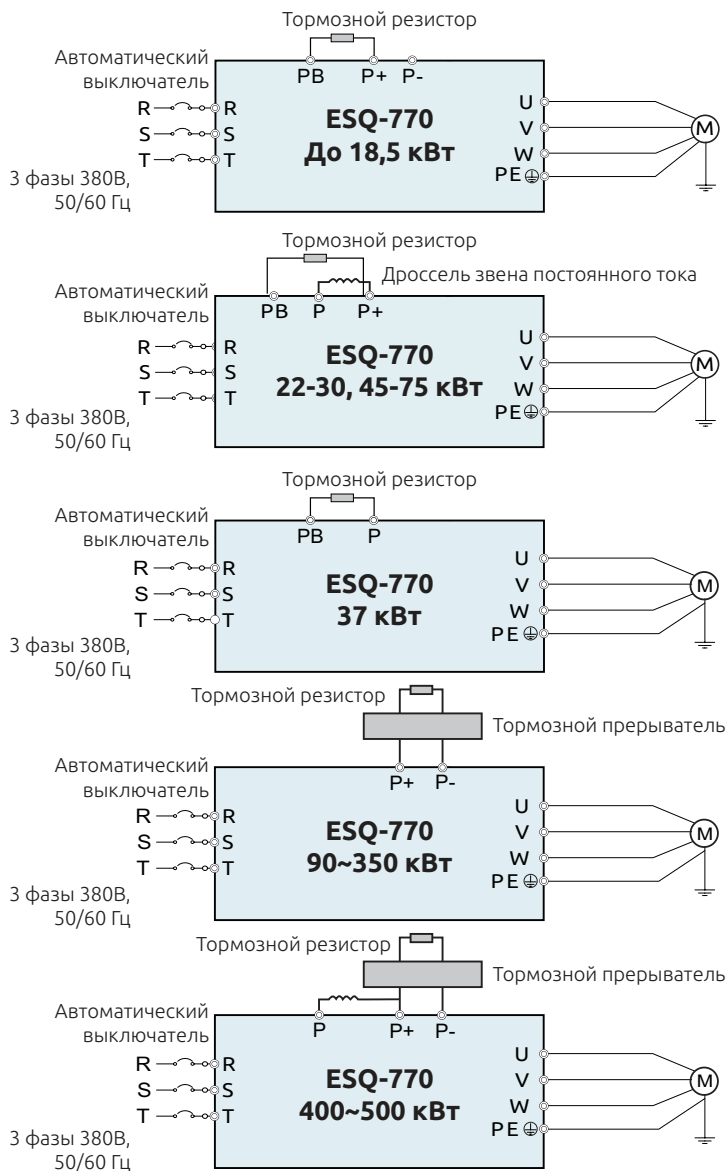 Тормозной резистор
Автоматический
выключатель
PB P+ P-
R R
S S
T T
ESQ-770
До 18,5 кВт
U
V
W
PE
M
3 фазы 380В,
50/60 Гц
Тормозной резистор
Дроссель звена постоянного тока
Автоматический
выключатель
PB P P+
R R
S S
T T
ESQ-770
22-30, 45-75 кВт
U
V
W
PE
M
3 фазы 380В,
50/60 Гц
Тормозной резистор
Автоматический
выключатель
PB P
R R
S S
T T
ESQ-770
37 кВт
U
V
W
PE
M
3 фазы 380В,
50/60 Гц
Тормозной резистор
Тормозной прерыватель
Автоматический
выключатель
P+ P-
R R
S S
T T
ESQ-770
90~350 кВт
U
V
W
PE
M
3 фазы 380В,
50/60 Гц
Тормозной резистор
Тормозной прерыватель
Автоматический
выключатель
P P+ P-
R R
S S
T T
ESQ-770
400~500 кВт
U
V
W
PE
M
3 фазы 380В,
50/60 Гц